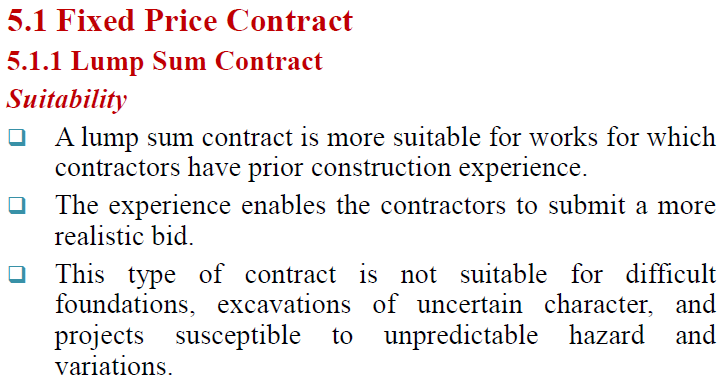 5.1 Fixed Price Contract
5.1.1 Lump Sum Contract
Suitability
A lump sum contract is more suitable for works for which
contractors have prior construction experience.
The experience enables the contractors to submit a more
realistic bid.
This type of contract is not suitable for difficult
foundations, excavations of uncertain character, and
projects susceptible to unpredictable hazard and
variations.